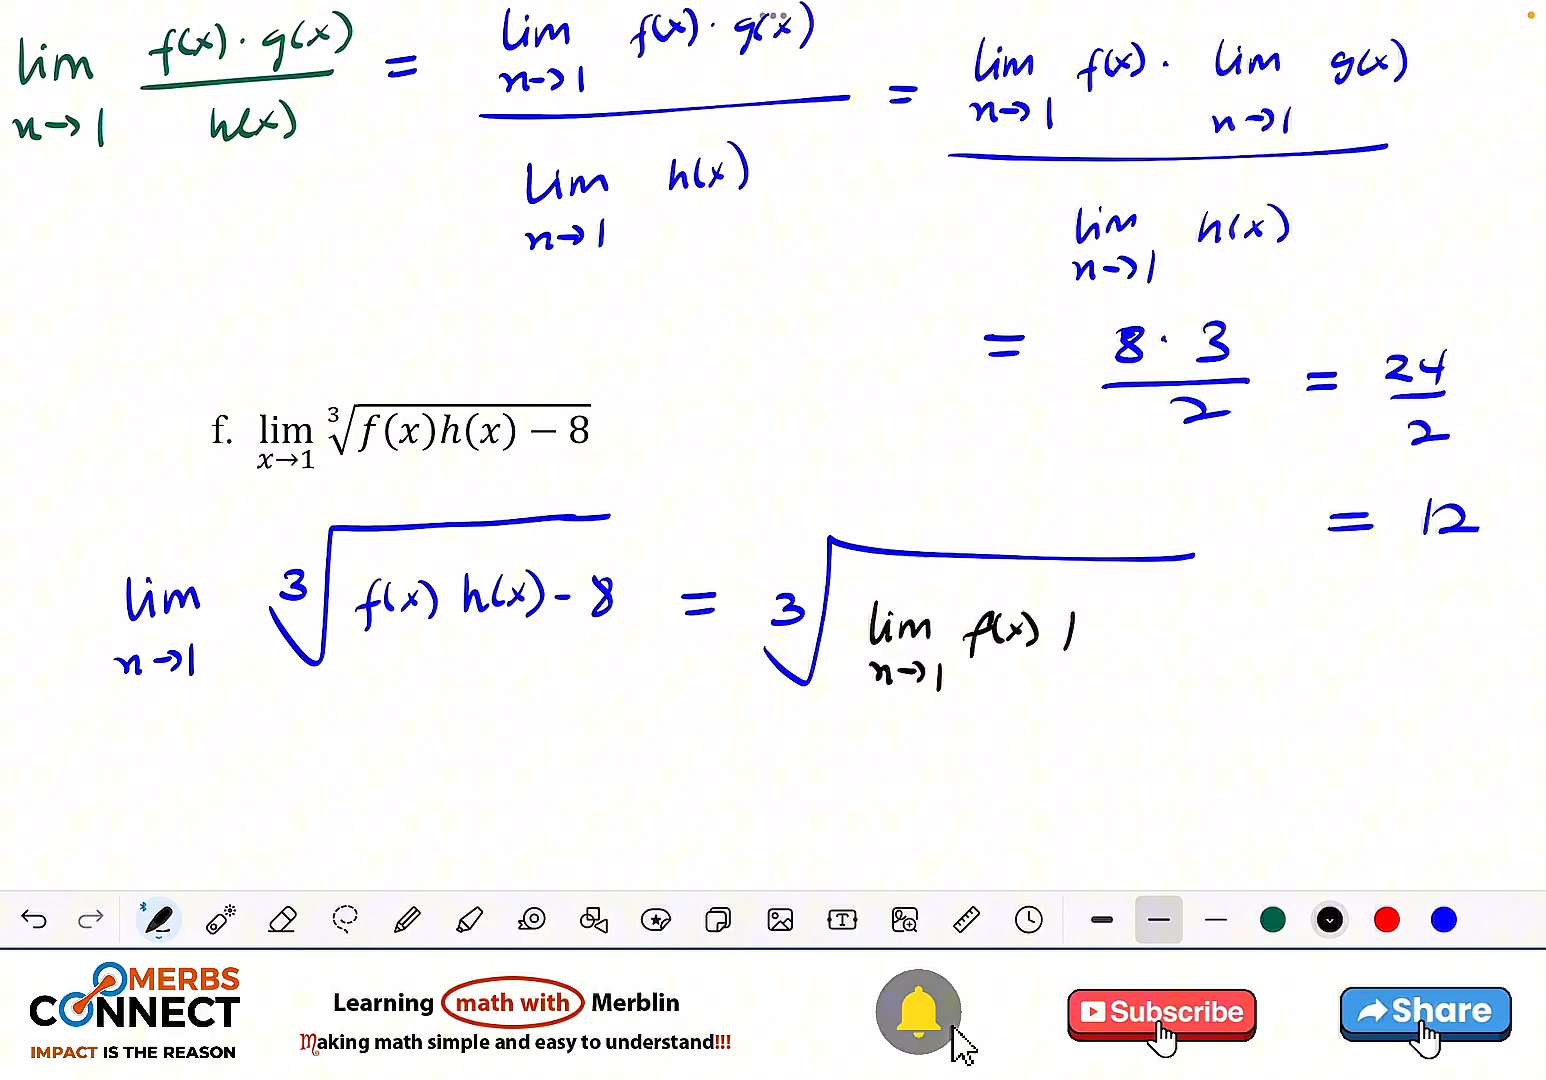 lim f(x) · g(x) = lim f(x) · g(x) = lim f(x) · lim g(x)
x→1 h(x) x→1 x→1 x→1
lim h(x) lim h(x)
x→1 x→1
= 8 · 3 / 2 = 24 / 2
= 12
f. lim ∛f(x)h(x) − 8
x→1
lim ∛f(x) h(x) - 8 = ∛lim f(x)
x→1 x→1
T
MERBS
CONNECT
IMPACT IS THE REASON
Learning math with Merblin
Making math simple and easy to understand!!!
Subscribe
Share